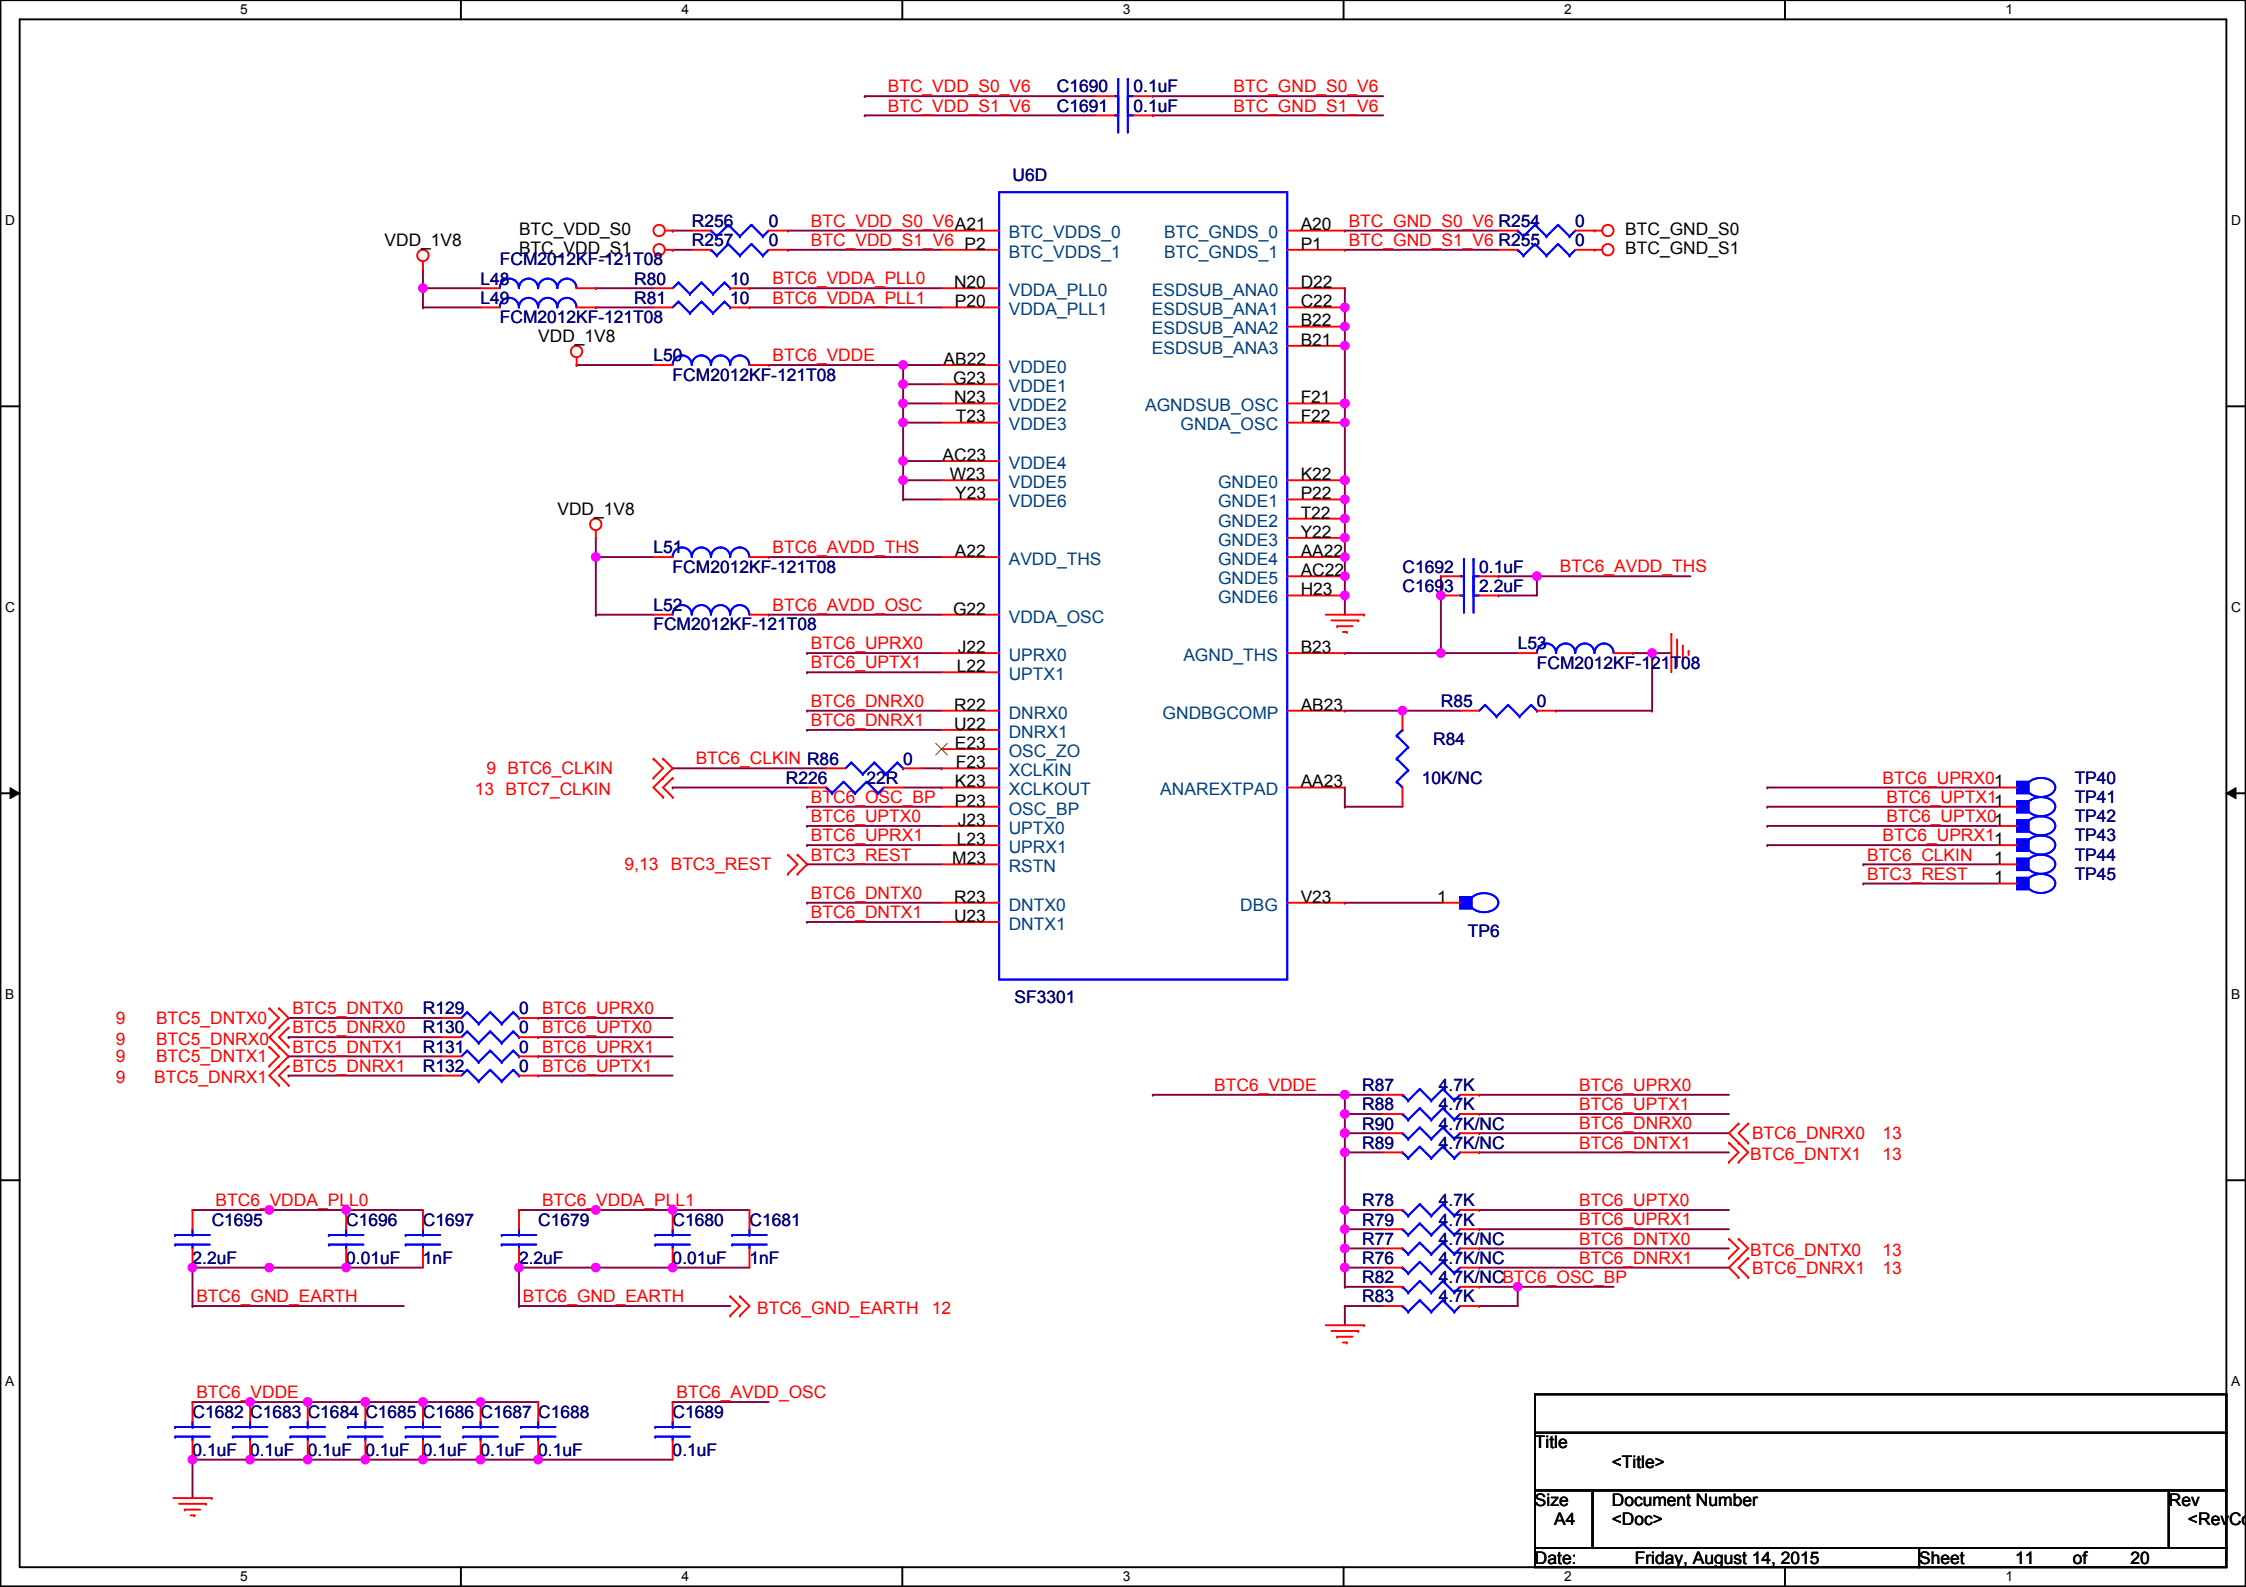 5 4 3 2 1
BTC_VDD_S0_V6 C1690 0.1uF BTC_GND_S0_V6
BTC_VDD_S1_V6 C1691 0.1uF BTC_GND_S1_V6
U6D
D D
BTC_VDD_S0 R256 0 BTC_VDD_S0_V6 A21 BTC_VDDS_0 BTC_GNDS_0 A20 BTC_GND_S0_V6 R254 0 BTC_GND_S0
BTC_VDD_S1 R257 0 BTC_VDD_S1_V6 P2 BTC_VDDS_1 BTC_GNDS_1 P1 BTC_GND_S1_V6 R255 0 BTC_GND_S1
VDD_1V8
FCM2012KF-121T08
L48 R80 10 BTC6_VDDA_PLL0 N20 VDDA_PLL0 ESDSUB_ANA0 D22
L49 R81 10 BTC6_VDDA_PLL1 P20 VDDA_PLL1 ESDSUB_ANA1 C22
FCM2012KF-121T08
ESDSUB_ANA2 B22
VDD_1V8
ESDSUB_ANA3 B21
L50 BTC6_VDDE AB22 VDDE0
FCM2012KF-121T08
G23 VDDE1
N23 VDDE2 AGNDSUB_OSC F21
T23 VDDE3 GNDA_OSC F22
AC23 VDDE4
W23 VDDE5 GNDE0 K22
Y23 VDDE6 GNDE1 P22
VDD_1V8
GNDE2 T22
GNDE3 Y22
L51 BTC6_AVDD_THS A22 AVDD_THS GNDE4 AA22
FCM2012KF-121T08
GNDE5 AC22
GNDE6 H23
C1692 0.1uF BTC6_AVDD_THS
C1693 2.2uF
C C
L52 BTC6_AVDD_OSC G22 VDDA_OSC
FCM2012KF-121T08
BTC6_UPRX0 J22 UPRX0 AGND_THS B23 L53
FCM2012KF-121T08
BTC6_UPTX1 L22 UPTX1
BTC6_DNRX0 R22 DNRX0 GNDBGCOMP AB23 R85 0
BTC6_DNRX1 U22 DNRX1
R84
10K/NC
E23 OSC_ZO
9 BTC6_CLKIN BTC6_CLKIN R86 0 F23 XCLKIN
13 BTC7_CLKIN R226 22R K23 XCLKOUT ANAREXTPAD AA23
BTC6_OSC_BP P23 OSC_BP
BTC6_UPTX0 J23 UPTX0
BTC6_UPRX1 L23 UPRX1
9,13 BTC3_REST BTC3_REST M23 RSTN
BTC6_DNTX0 R23 DNTX0 DBG V23 1
TP6
BTC6_DNTX1 U23 DNTX1
SF3301
BTC6_UPRX0 1 TP40
BTC6_UPTX1 1 TP41
BTC6_UPTX0 1 TP42
BTC6_UPRX1 1 TP43
BTC6_CLKIN 1 TP44
BTC3_REST 1 TP45
B B
9 BTC5_DNTX0 BTC5_DNTX0 R129 0 BTC6_UPRX0
9 BTC5_DNRX0 BTC5_DNRX0 R130 0 BTC6_UPTX0
9 BTC5_DNTX1 BTC5_DNTX1 R131 0 BTC6_UPRX1
9 BTC5_DNRX1 BTC5_DNRX1 R132 0 BTC6_UPTX1
BTC6_VDDE R87 4.7K BTC6_UPRX0
R88 4.7K BTC6_UPTX1
R90 4.7K/NC BTC6_DNRX0 BTC6_DNRX0 13
R89 4.7K/NC BTC6_DNTX1 BTC6_DNTX1 13
R78 4.7K BTC6_UPTX0
R79 4.7K BTC6_UPRX1
R77 4.7K/NC BTC6_DNTX0 BTC6_DNTX0 13
R76 4.7K/NC BTC6_DNRX1 BTC6_DNRX1 13
R82 4.7K/NC BTC6_OSC_BP
R83 4.7K
BTC6_VDDA_PLL0 BTC6_VDDA_PLL1
C1695 C1696 C1697 C1679 C1680 C1681
2.2uF 0.01uF 1nF 2.2uF 0.01uF 1nF
BTC6_GND_EARTH BTC6_GND_EARTH BTC6_GND_EARTH 12
A A
BTC6_VDDE BTC6_AVDD_OSC
C1682 C1683 C1684 C1685 C1686 C1687 C1688 C1689
0.1uF 0.1uF 0.1uF 0.1uF 0.1uF 0.1uF 0.1uF 0.1uF
Title
<Title>
Size Document Number Rev
A4 <Doc> <RevCo
Date: Friday, August 14, 2015 Sheet 11 of 20
5 4 3 2 1